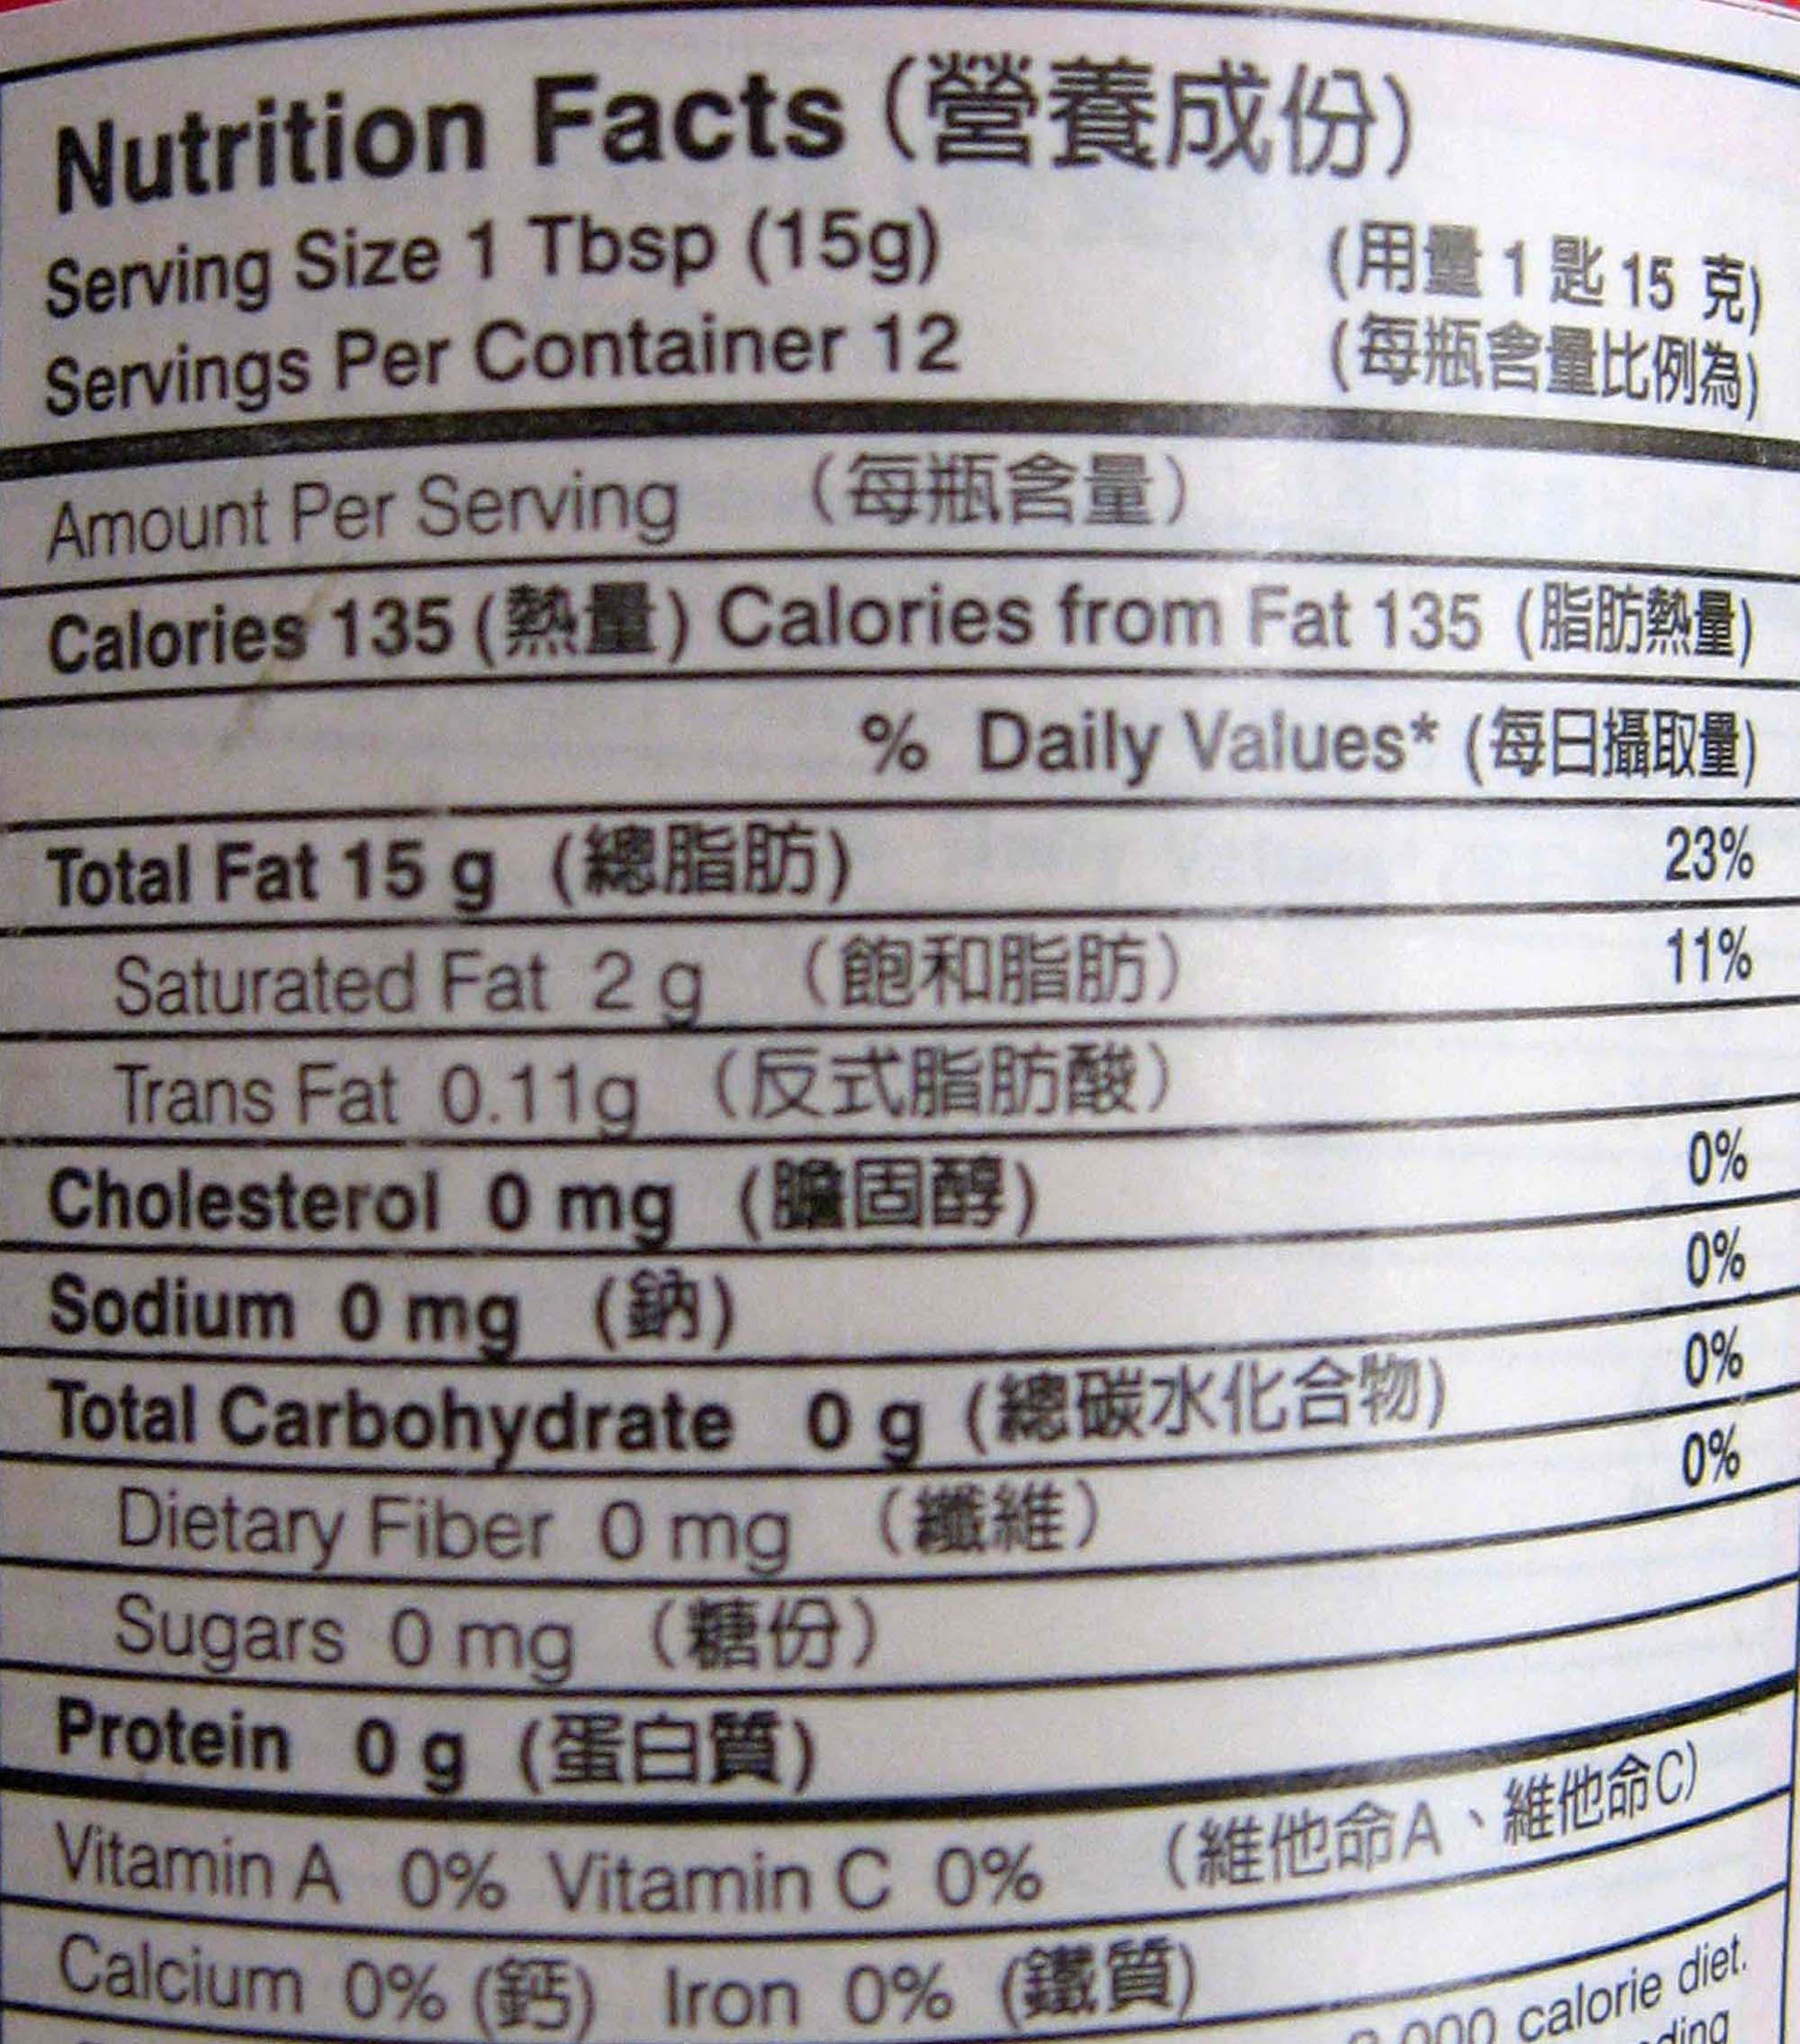 Nutrition Facts (營養成份)
Serving Size 1 Tbsp (15g) (用量 1 匙 15 克)
Servings Per Container 12 (每瓶含量比例為)
Amount Per Serving (每瓶含量)
Calories 135 (熱量) Calories from Fat 135 (脂肪熱量)
% Daily Values* (每日攝取量)
Total Fat 15 g (總脂肪) 23%
Saturated Fat 2 g (飽和脂肪) 11%
Trans Fat 0.11g (反式脂肪酸)
Cholesterol 0 mg (膽固醇) 0%
Sodium 0 mg (鈉) 0%
Total Carbohydrate 0 g (總碳水化合物) 0%
Dietary Fiber 0 mg (纖維) 0%
Sugars 0 mg (糖份)
Protein 0 g (蛋白質)
Vitamin A 0% Vitamin C 0% (維他命A、維他命C)
Calcium 0% (鈣) Iron 0% (鐵質)
calorie diet.